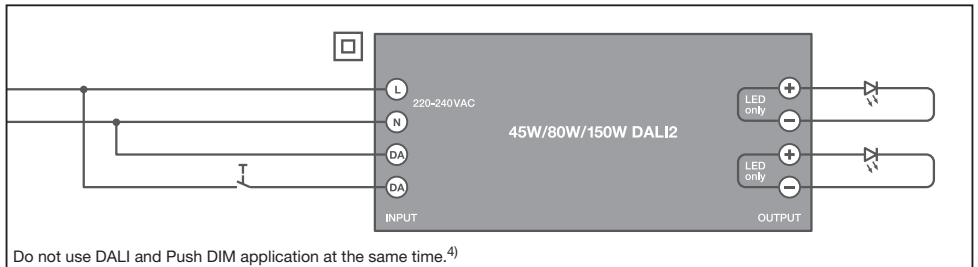 L
220-240VAC
N
DA
DA
INPUT
45W/80W/150W DALI2
LED
only
+
−
LED
only
+
−
OUTPUT
T
Do not use DALI and Push DIM application at the same time.4)